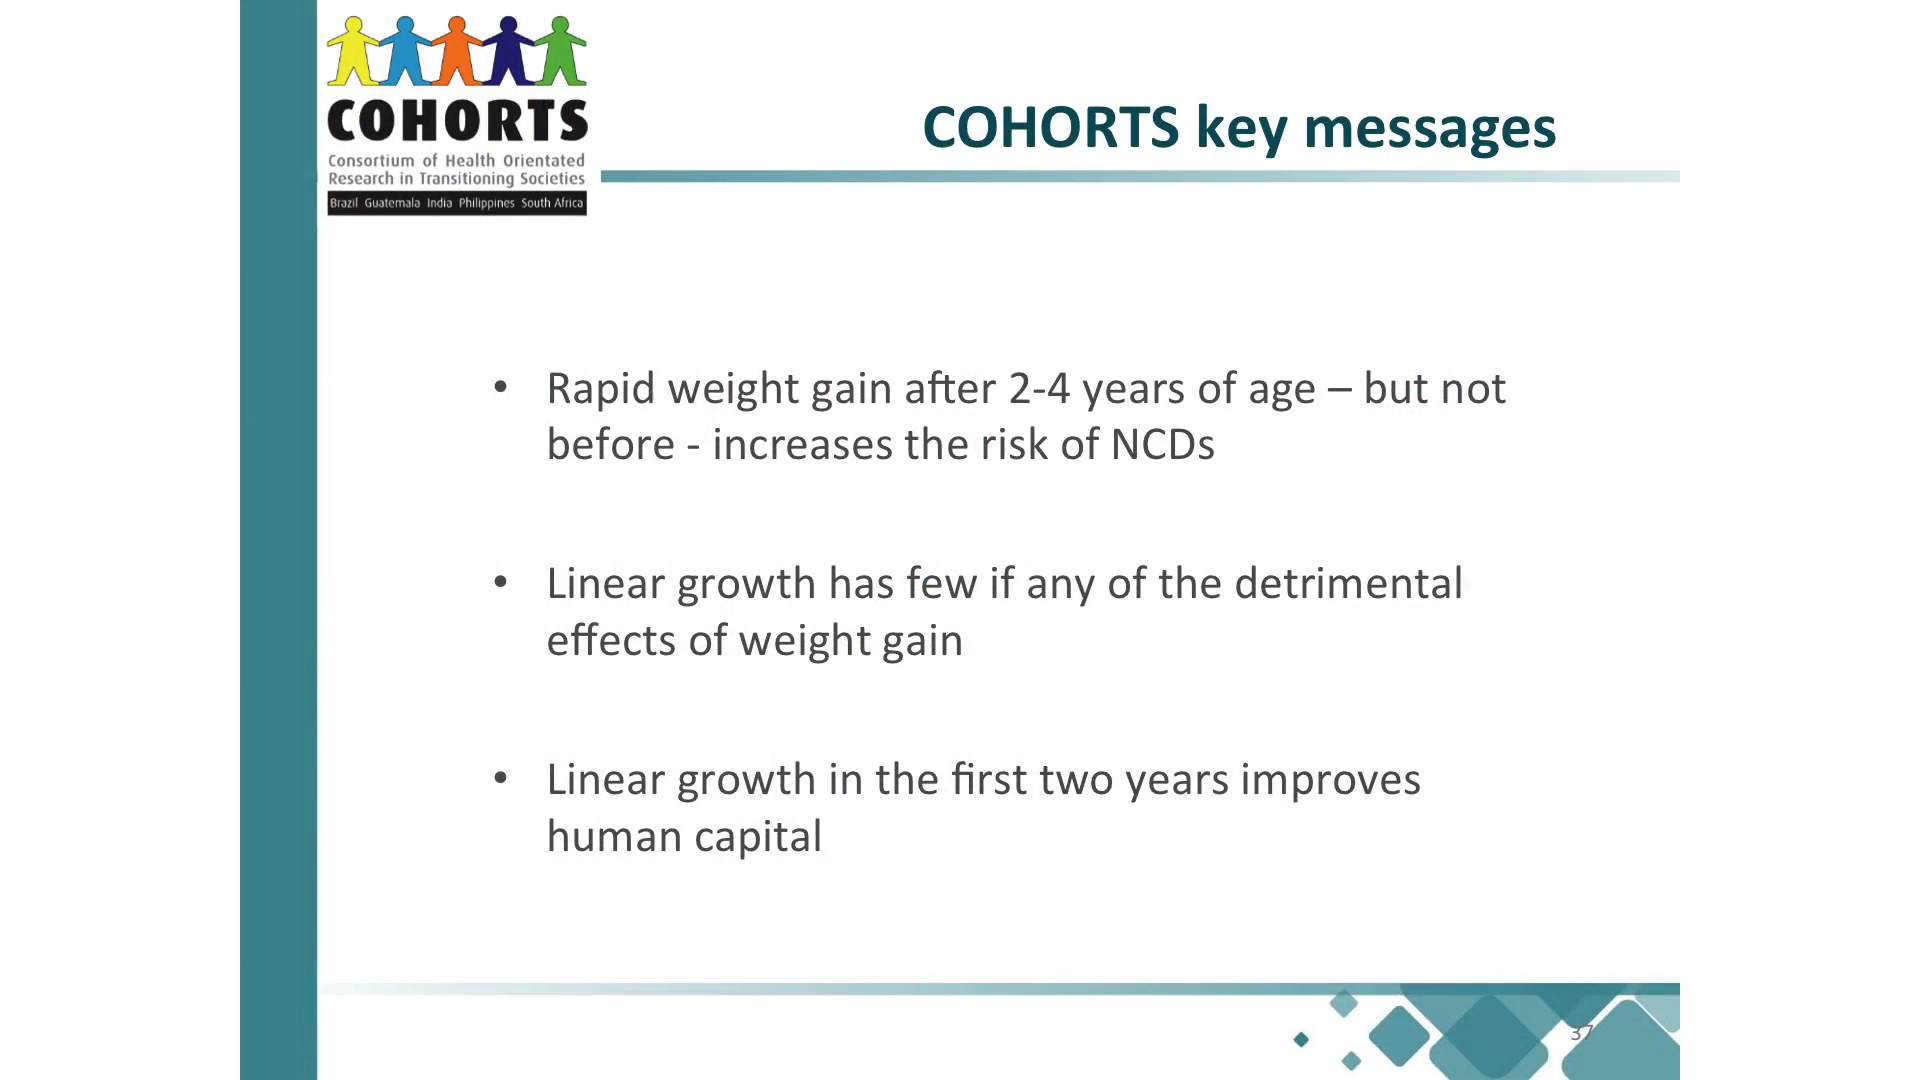 COHORTS
Consortium of Health Orientated
Research in Transitioning Societies
Brazil Guatemala India Philippines South Africa
COHORTS key messages
• Rapid weight gain after 2-4 years of age – but not
before - increases the risk of NCDs
• Linear growth has few if any of the detrimental
effects of weight gain
• Linear growth in the first two years improves
human capital
37